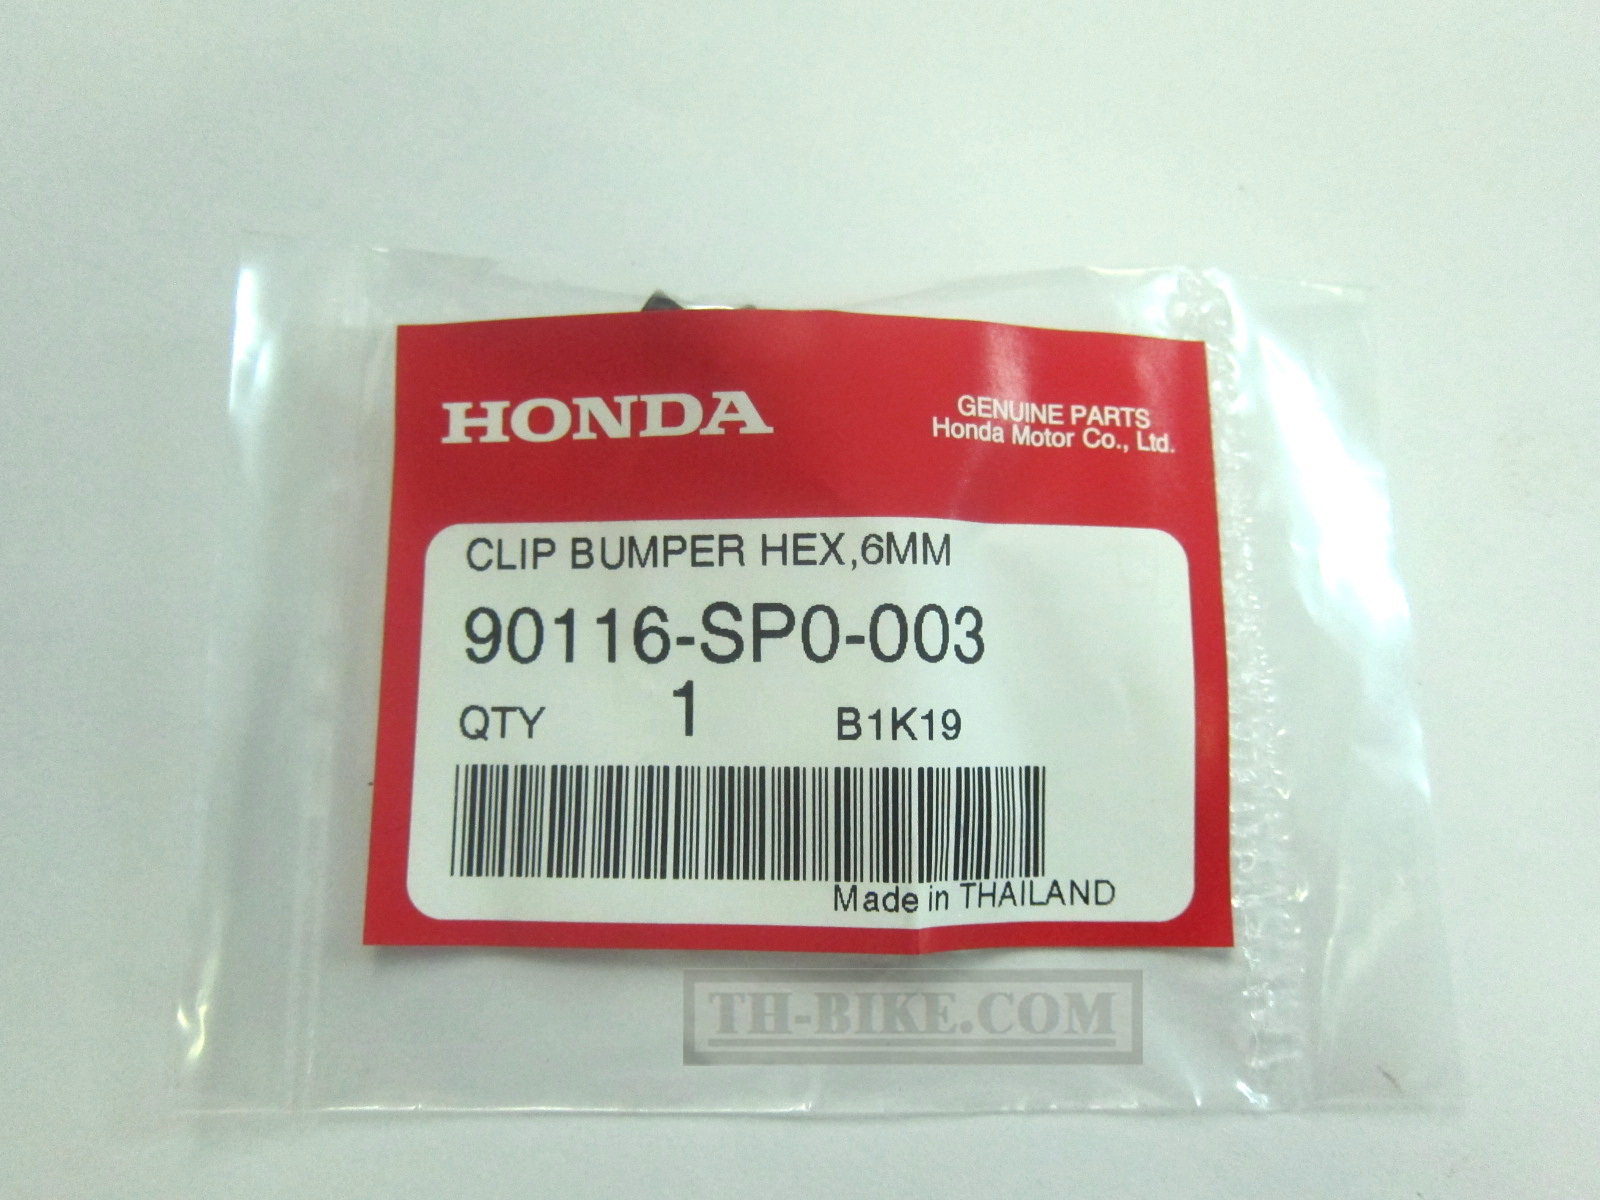 HONDA
GENUINE PARTS
Honda Motor Co., Ltd.
CLIP BUMPER HEX,6MM
90116-SP0-003
QTY 1 B1K19
Made in THAILAND
TH-BIKE.COM